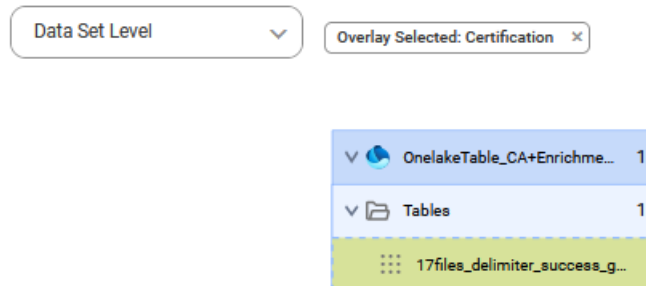 Data Set Level
Overlay Selected: Certification ×
OnelakeTable_CA+Enrichme... 1
Tables 1
17files_delimiter_success_g...